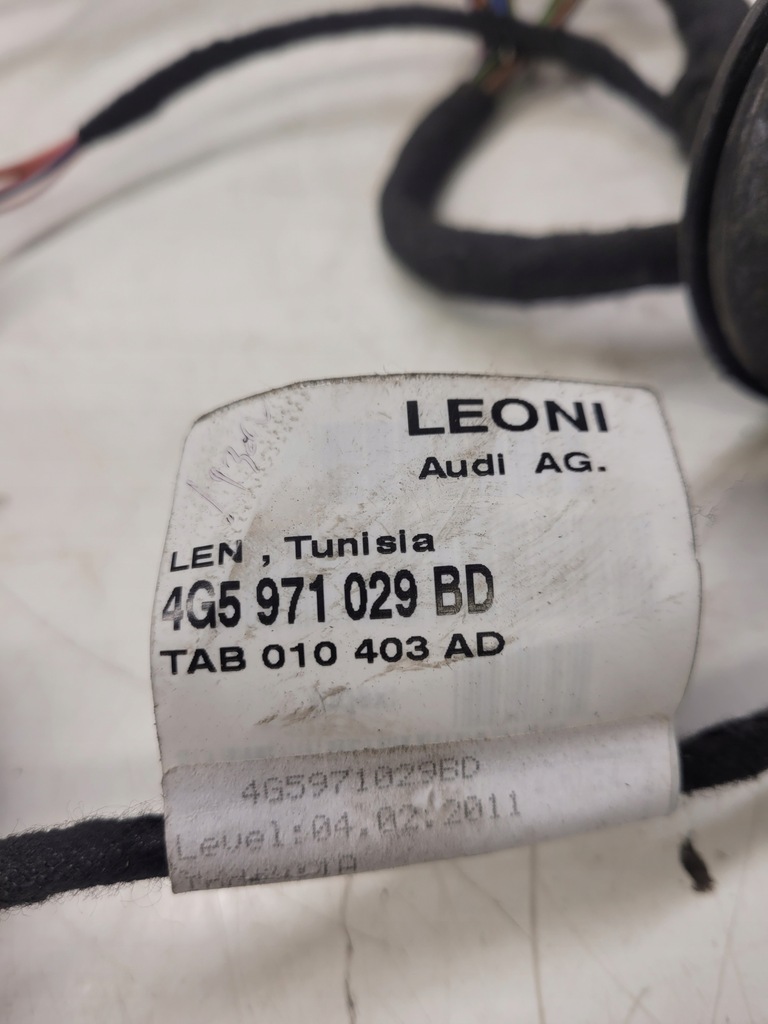 LEONI
Audi AG.
LEN , Tunisia
4G5 971 029 BD
TAB 010 403 AD
4G5971029BD
Level:04.02.2011